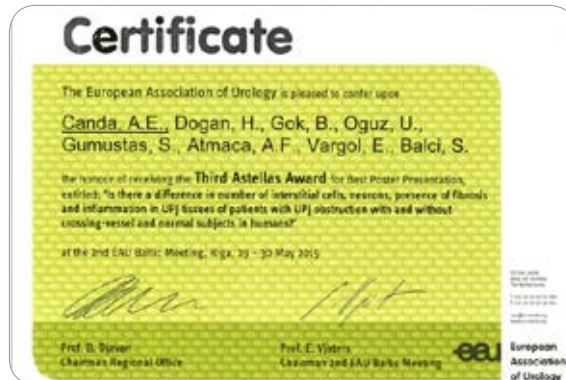 Certificate
The European Association of Urology is pleased to confer upon
Canda, A.E., Dogan, H., Gok, B., Oguz, U.,
Gumustas, S., Atmaca, A.F., Vargol, E., Balci, S.
the honour of receiving the Third Astellas Award for Best Poster Presentation,
entitled: "Is there a difference in number of interstitial cells, neurons, presence of fibrosis
and inflammation in UPJ tissues of patients with UPJ obstruction with and without
crossing-vessel and normal subjects in humans?"
at the 2nd EAU Baltic Meeting, Riga, 29 - 30 May 2015
Prof. B. Djavan
Chairman Regional Office
Prof. E. Vjaters
Chairman 2nd EAU Baltic Meeting
eau
European
Association
of Urology